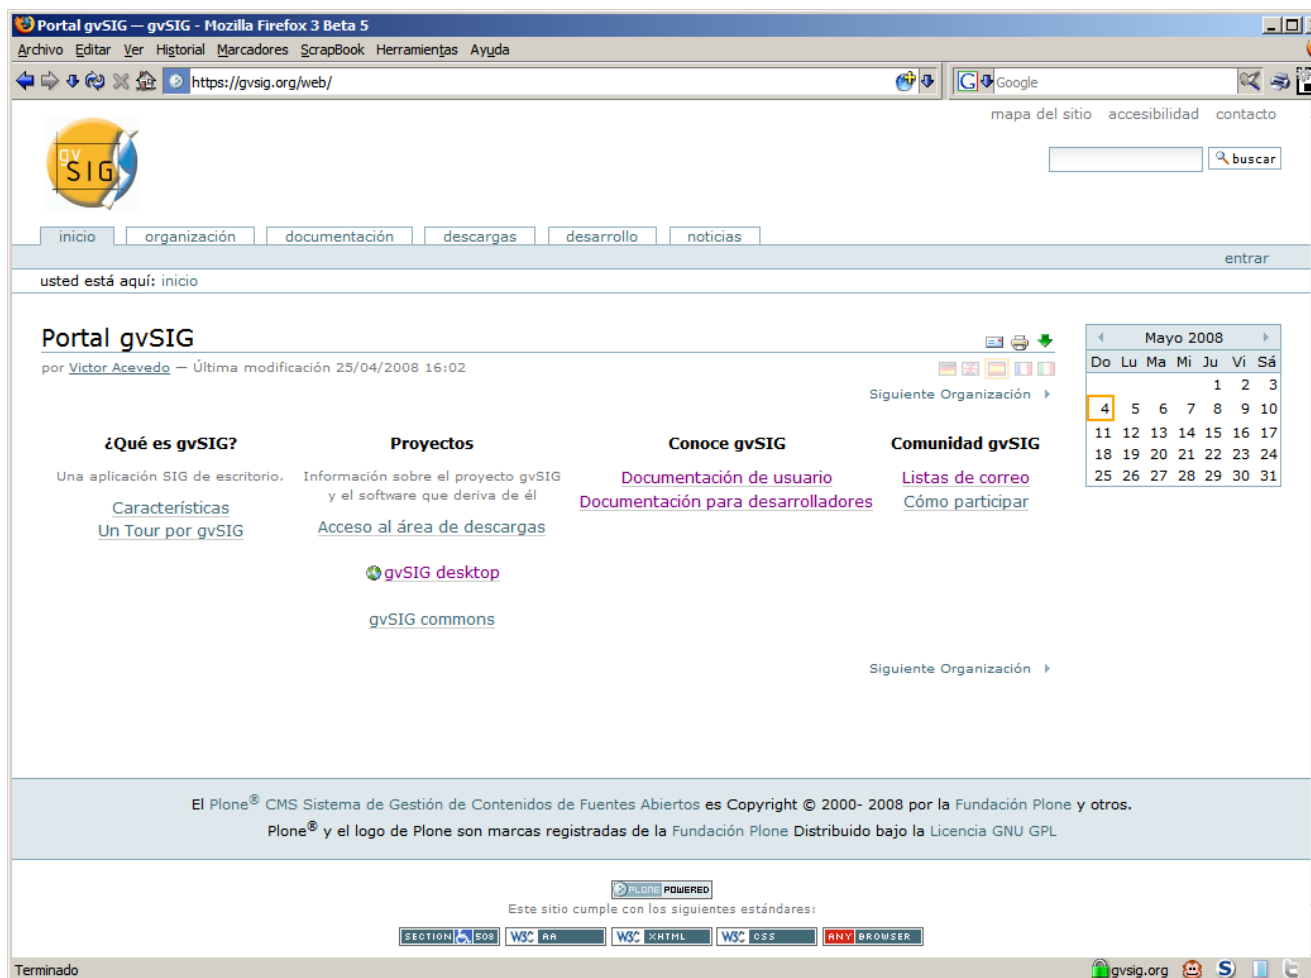 Portal gvSIG — gvSIG - Mozilla Firefox 3 Beta 5
Archivo Editar Ver Historial Marcadores ScrapBook Herramientas Ayuda
https://gvsig.org/web/
G Google
mapa del sitio accesibilidad contacto
gv SIG
buscar
inicio organización documentación descargas desarrollo noticias
entrar
usted está aquí: inicio
Portal gvSIG
por Victor Acevedo — Última modificación 25/04/2008 16:02
Siguiente Organización
¿Qué es gvSIG?
Una aplicación SIG de escritorio.
Características
Un Tour por gvSIG
Proyectos
Información sobre el proyecto gvSIG
y el software que deriva de él
Acceso al área de descargas
gvSIG desktop
gvSIG commons
Conoce gvSIG
Documentación de usuario
Documentación para desarrolladores
Comunidad gvSIG
Listas de correo
Cómo participar
Siguiente Organización
Mayo 2008
Do Lu Ma Mi Ju Vi Sá
1 2 3
4 5 6 7 8 9 10
11 12 13 14 15 16 17
18 19 20 21 22 23 24
25 26 27 28 29 30 31
El Plone® CMS Sistema de Gestión de Contenidos de Fuentes Abiertos es Copyright © 2000- 2008 por la Fundación Plone y otros.
Plone® y el logo de Plone son marcas registradas de la Fundación Plone Distribuido bajo la Licencia GNU GPL
PLONE POWERED
Este sitio cumple con los siguientes estándares:
SECTION 508 W3C AA W3C XHTML W3C CSS ANY BROWSER
Terminado
gvsig.org S